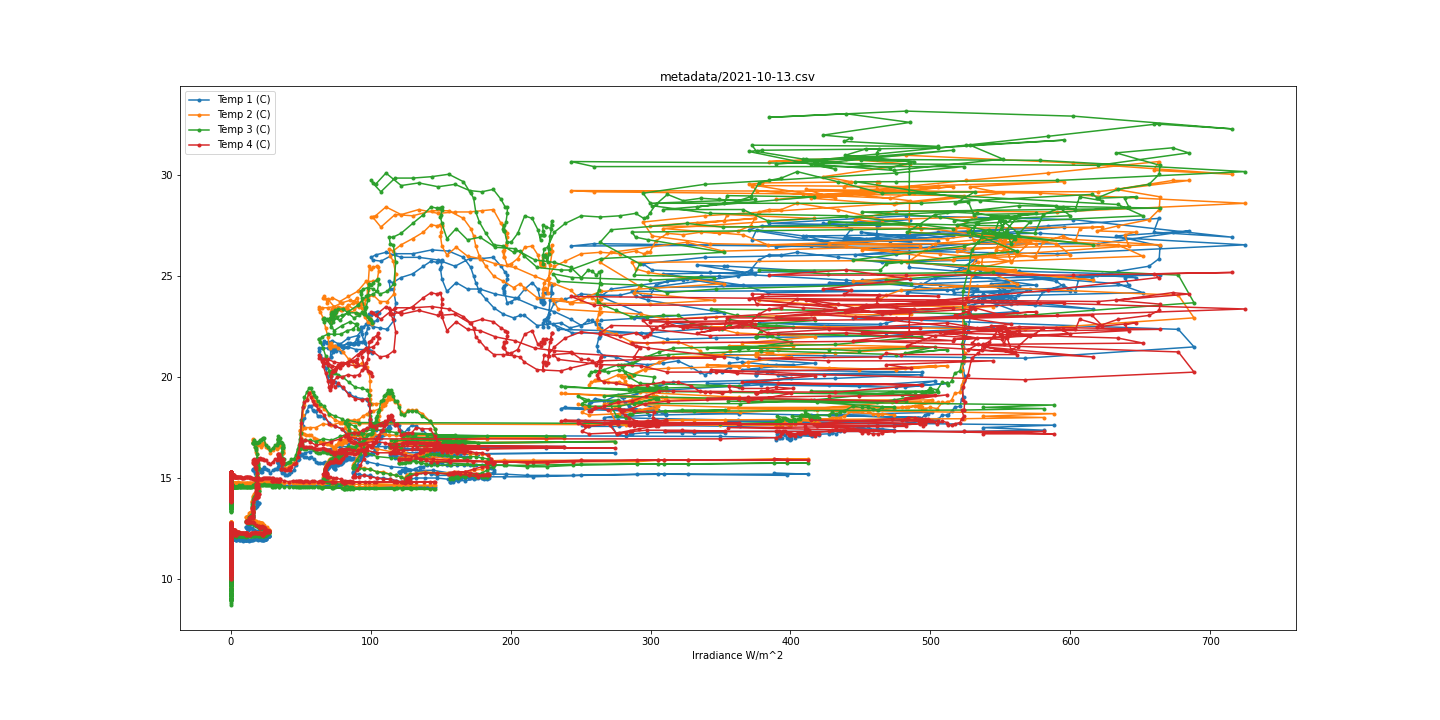 metadata/2021-10-13.csv
Temp 1 (C)
Temp 2 (C)
Temp 3 (C)
Temp 4 (C)
30
25
20
15
10
0 100 200 300 400 500 600 700
Irradiance W/m^2